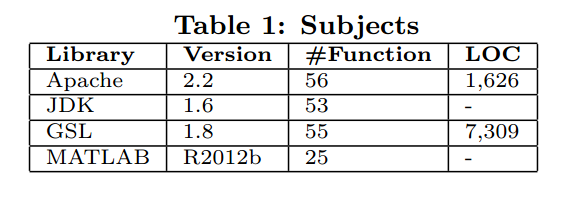 Table 1: Subjects
Library Version #Function LOC
Apache 2.2 56 1,626
JDK 1.6 53 -
GSL 1.8 55 7,309
MATLAB R2012b 25 -